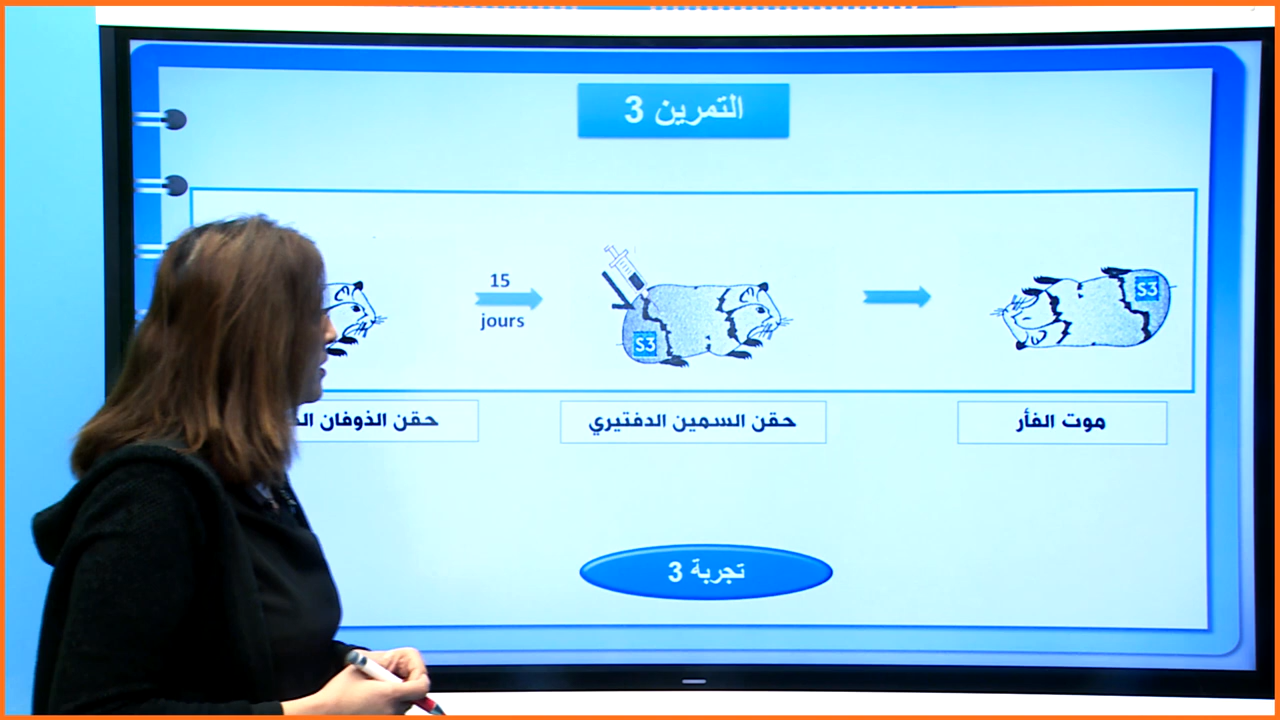 التمرين 3
15
jours
S3
S3
حقن الذوفان
حقن السمين الدفتيري
موت الفأر
تجربة 3